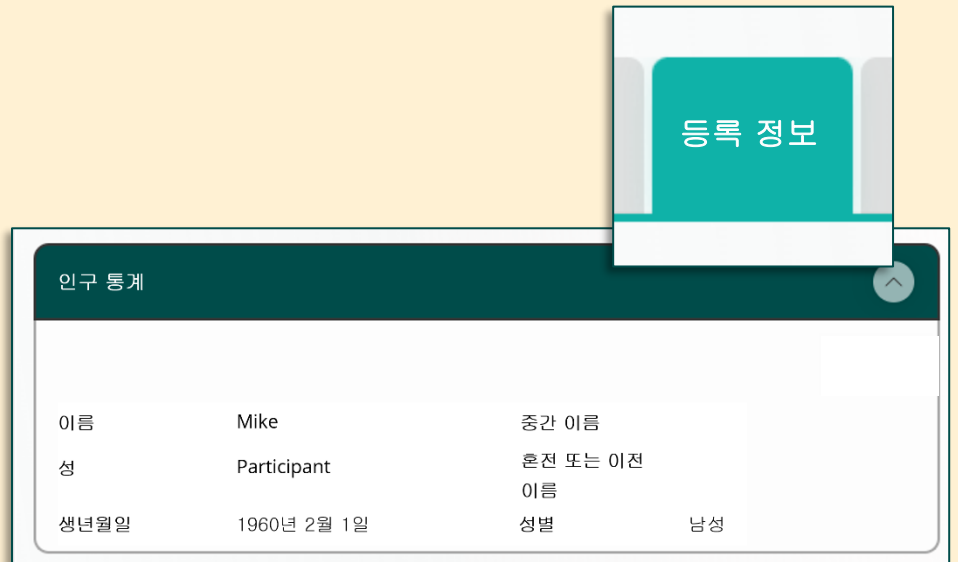 등록 정보
인구 통계
이름 Mike 중간 이름
성 Participant 혼전 또는 이전
이름
생년월일 1960년 2월 1일 성별 남성